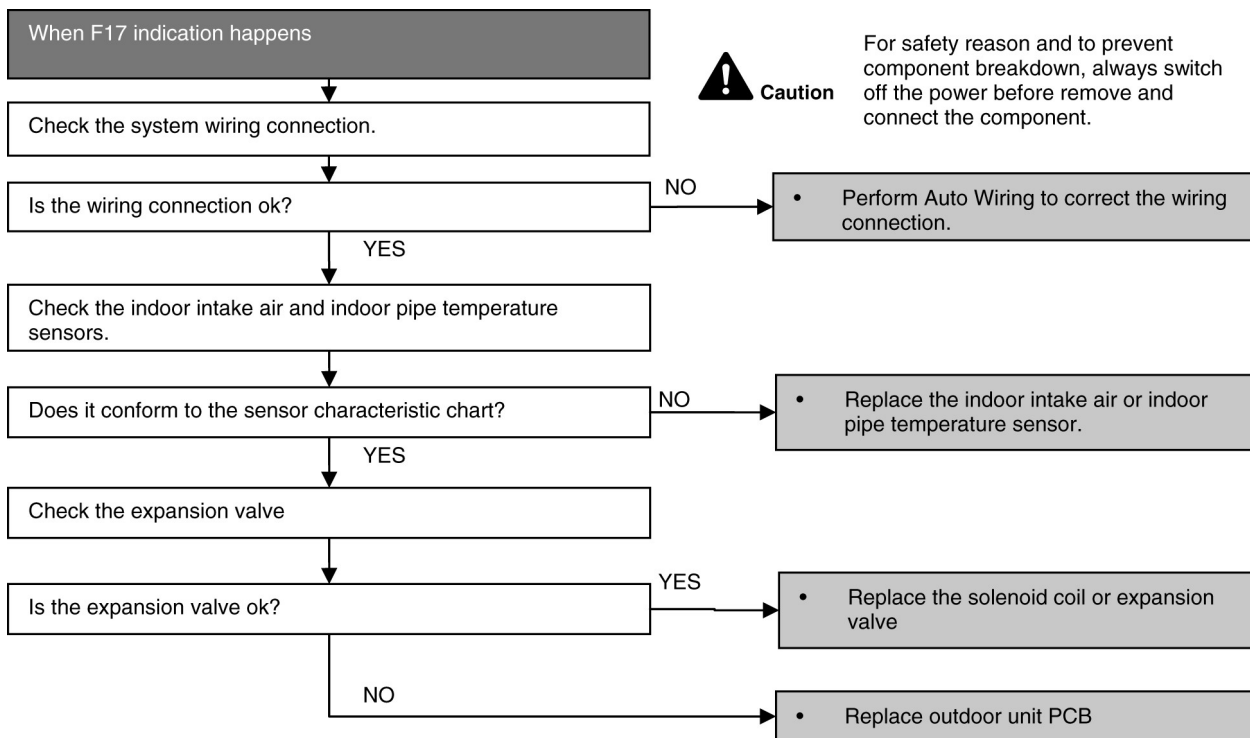 When F17 indication happens
Caution
For safety reason and to prevent
component breakdown, always switch
off the power before remove and
connect the component.
Check the system wiring connection.
Is the wiring connection ok?
NO
• Perform Auto Wiring to correct the wiring
connection.
YES
Check the indoor intake air and indoor pipe temperature
sensors.
Does it conform to the sensor characteristic chart?
NO
• Replace the indoor intake air or indoor
pipe temperature sensor.
YES
Check the expansion valve
Is the expansion valve ok?
YES
• Replace the solenoid coil or expansion
valve
NO
• Replace outdoor unit PCB